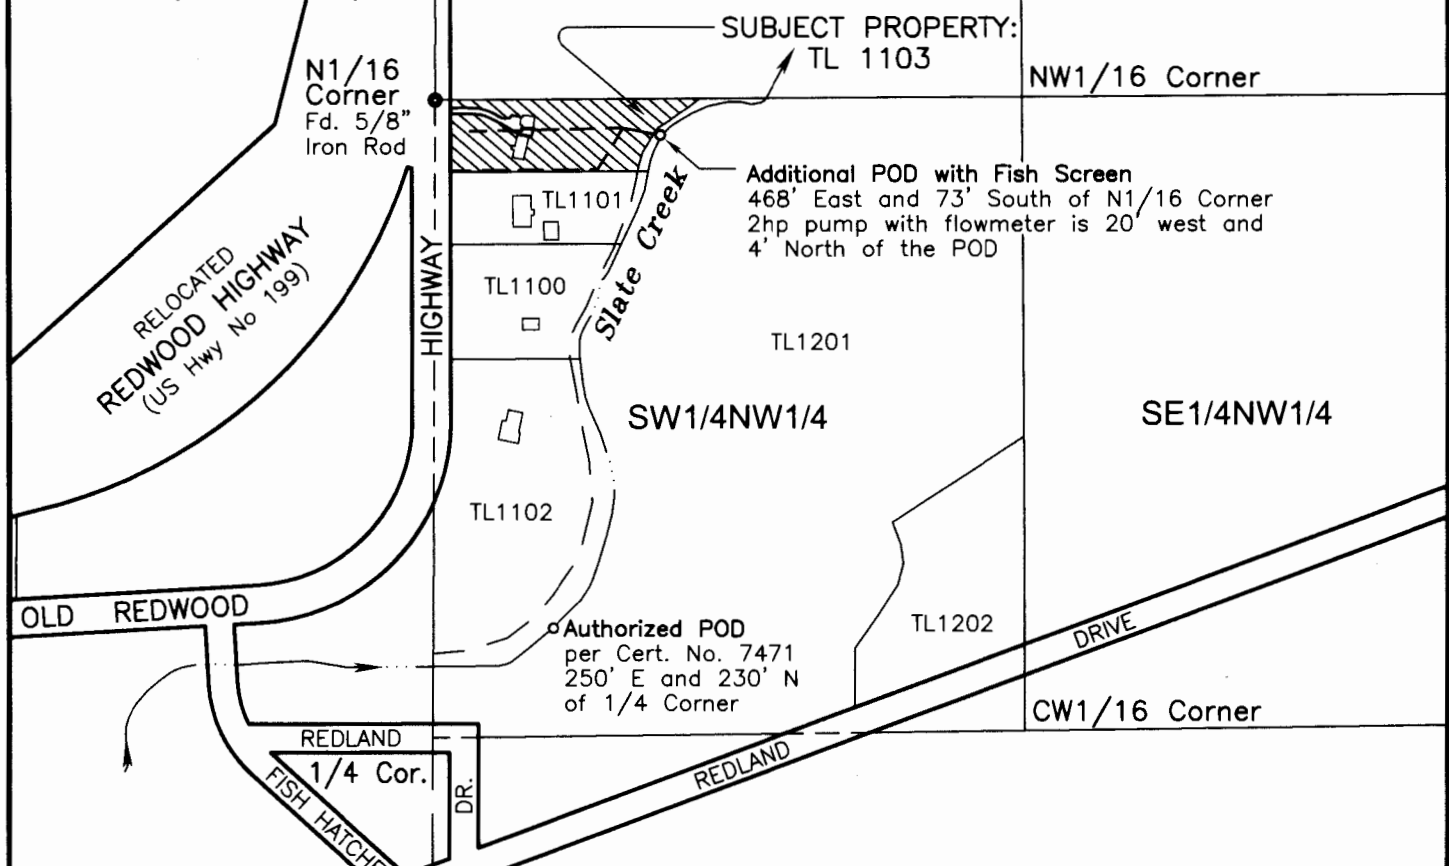 SUBJECT PROPERTY:
TL 1103
N1/16
Corner
Fd. 5/8"
Iron Rod
NW1/16 Corner
Additional POD with Fish Screen
468' East and 73' South of N1/16 Corner
2hp pump with flowmeter is 20' west and
4' North of the POD
TL1101
Slate Creek
RELOCATED
REDWOOD HIGHWAY
(US Hwy No 199)
HIGHWAY
TL1100
TL1201
SW1/4NW1/4
SE1/4NW1/4
TL1102
OLD REDWOOD
Authorized POD
per Cert. No. 7471
250' E and 230' N
of 1/4 Corner
TL1202
DRIVE
CW1/16 Corner
REDLAND
REDLAND
1/4 Cor.
DR.
FISH HATCHE